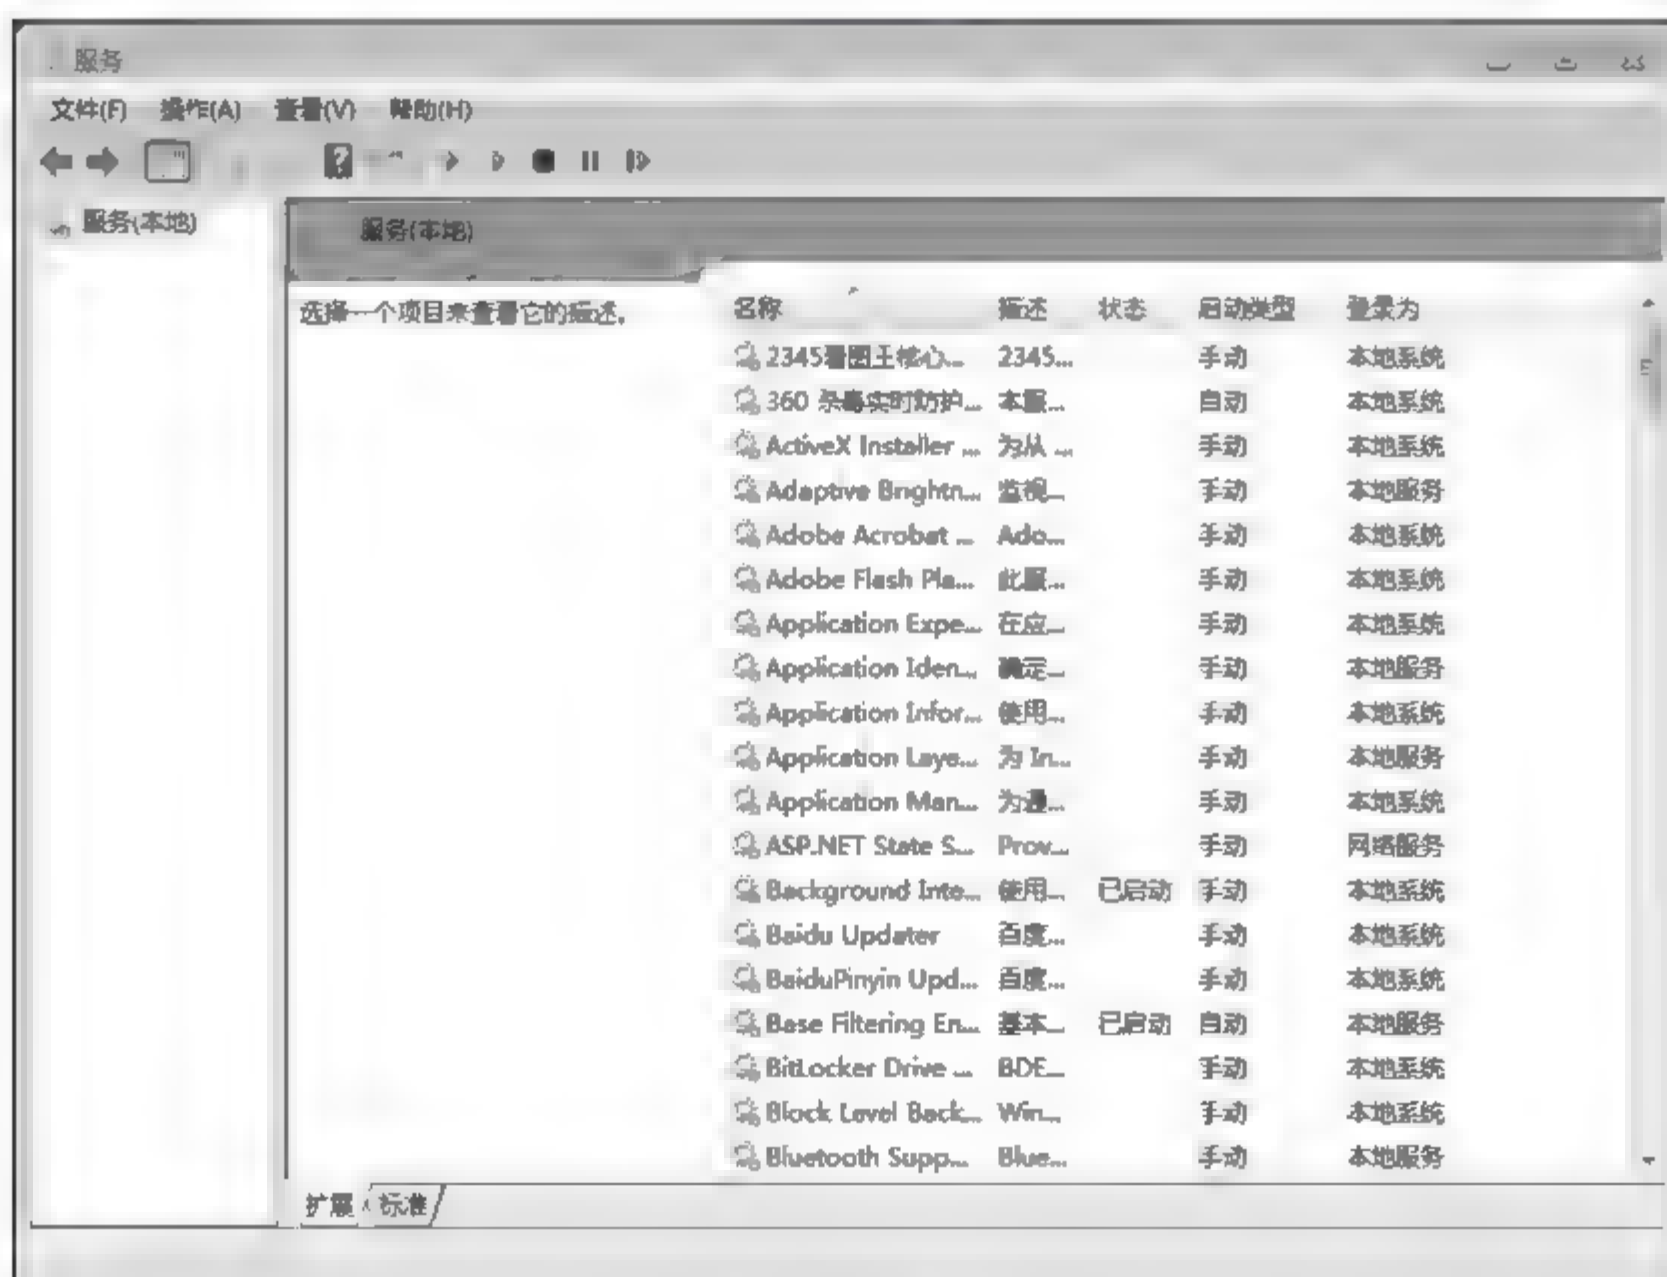 服务
文件(F) 操作(A) 查看(V) 帮助(H)
服务(本地)
服务(本地)
选择一个项目来查看它的描述。
名称 描述 状态 启动类型 登录为
2345看图王核心... 2345... 手动 本地系统
360 杀毒实时防护... 本服... 自动 本地系统
ActiveX Installer ... 为从 ... 手动 本地系统
Adaptive Brightn... 监视... 手动 本地服务
Adobe Acrobat ... Ado... 手动 本地系统
Adobe Flash Pla... 此服... 手动 本地系统
Application Expe... 在应... 手动 本地系统
Application Iden... 确定... 手动 本地服务
Application Infor... 使用... 手动 本地系统
Application Laye... 为 In... 手动 本地服务
Application Man... 为通... 手动 本地系统
ASP.NET State S... Prov... 手动 网络服务
Background Inte... 使用... 已启动 手动 本地系统
Baidu Updater 百度... 手动 本地系统
BaiduPinyin Upd... 百度... 手动 本地系统
Base Filtering En... 基本... 已启动 自动 本地服务
BitLocker Drive ... BDE... 手动 本地系统
Block Level Back... Win... 手动 本地系统
Bluetooth Supp... Blue... 手动 本地服务
扩展 标准